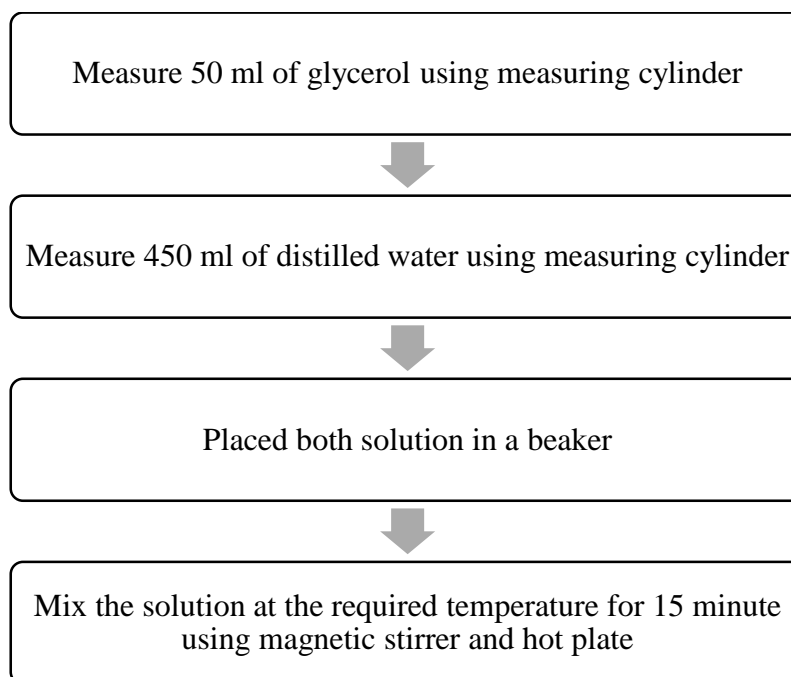 Measure 50 ml of glycerol using measuring cylinder
Measure 450 ml of distilled water using measuring cylinder
Placed both solution in a beaker
Mix the solution at the required temperature for 15 minute
using magnetic stirrer and hot plate